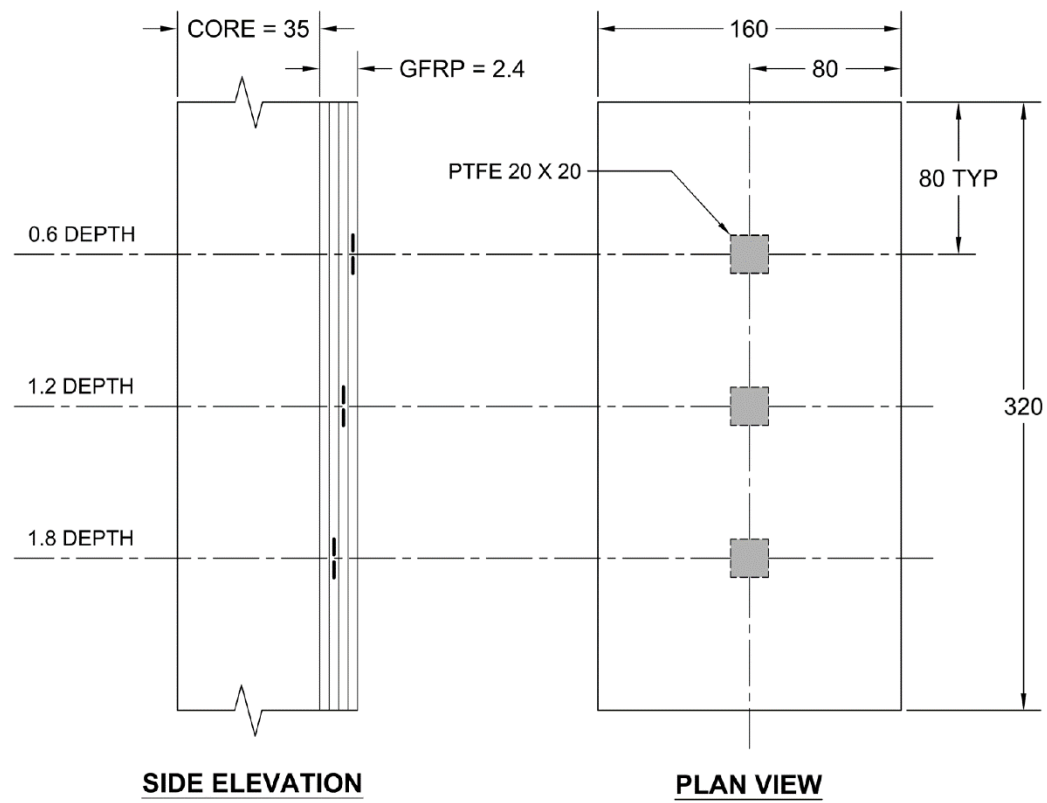 CORE = 35
GFRP = 2.4
160
80
PTFE 20 X 20
80 TYP
0.6 DEPTH
1.2 DEPTH
320
1.8 DEPTH
SIDE ELEVATION
PLAN VIEW